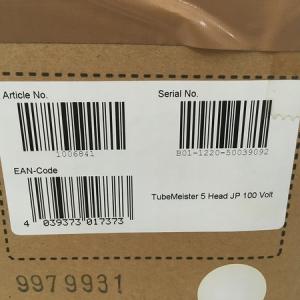 Article No.
Serial No.
1006841
B01-1220-50039092
EAN-Code
TubeMeister 5 Head JP 100 Volt
4 039373 017373
9979931